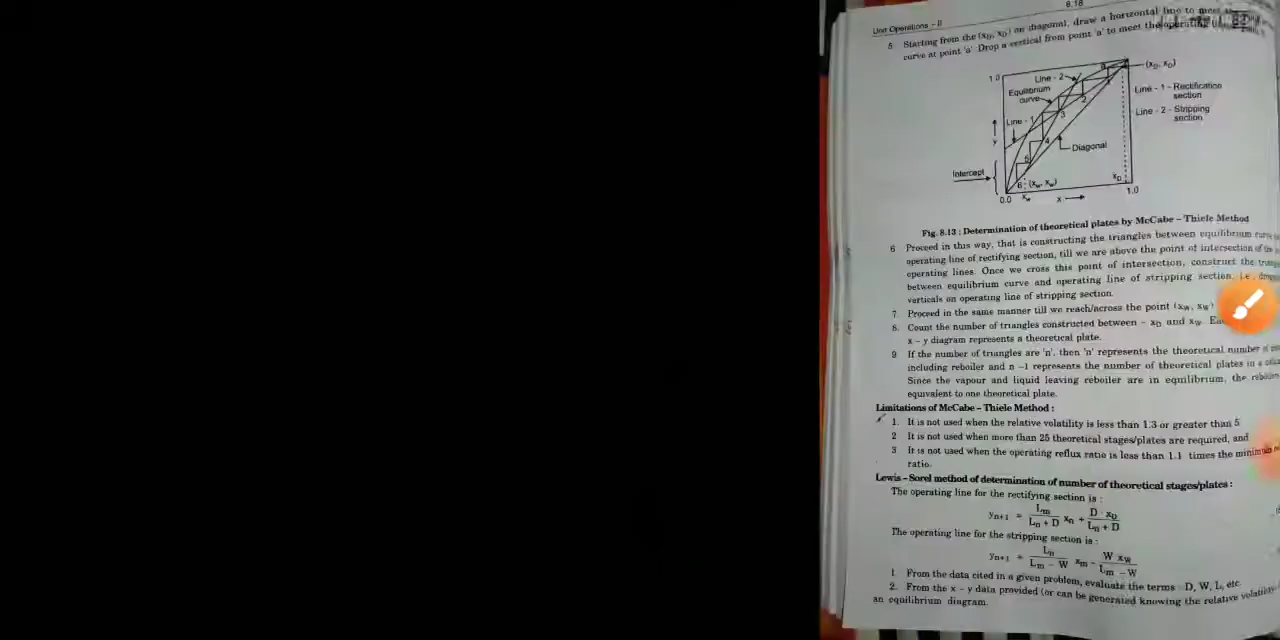 8.18
Unit Operations – II
5 Starting from the (xD, xD) on diagonal, draw a horizontal line to meet
curve at point 'a'. Drop a vertical from point 'a' to meet the operating
1.0
Line - 2
(xD, xD)
Equilibrium
curve
Line - 1 - Rectification
section
Line - 2 - Stripping
section
Line - 1
2
3
4
5
y
Diagonal
Intercept
6
(xw, xw)
xD
0.0
xw
x
1.0
Fig. 8.13 : Determination of theoretical plates by McCabe – Thiele Method
6 Proceed in this way, that is constructing the triangles between equilibrium curve
operating line of rectifying section, till we are above the point of intersection of the
operating lines. Once we cross this point of intersection, construct the
between equilibrium curve and operating line of stripping section, i.e.,
verticals on operating line of stripping section.
7. Proceed in the same manner till we reach/across the point (xW, xW)
8. Count the number of triangles constructed between – xD and xW.
x – y diagram represents a theoretical plate.
9 If the number of triangles are 'n', then 'n' represents the theoretical number of
including reboiler and n –1 represents the number of theoretical plates in a
Since the vapour and liquid leaving reboiler are in equilibrium, the
equivalent to one theoretical plate.
Limitations of McCabe – Thiele Method :
1. It is not used when the relative volatility is less than 1.3 or greater than 5
2 It is not used when more than 25 theoretical stages/plates are required, and
3 It is not used when the operating reflux ratio is less than 1.1 times the minimum
ratio.
Lewis – Sorel method of determination of number of theoretical stages/plates :
The operating line for the rectifying section is :
yn+1 = Lm / Ln + D xn + D · xD / Ln + D
The operating line for the stripping section is :
yn+1 = Ln / Lm – W xm – W xW / Lm – W
1. From the data cited in a given problem, evaluate the terms : D, W, L, etc.
2. From the x – y data provided (or can be generated knowing the relative
an equilibrium diagram.